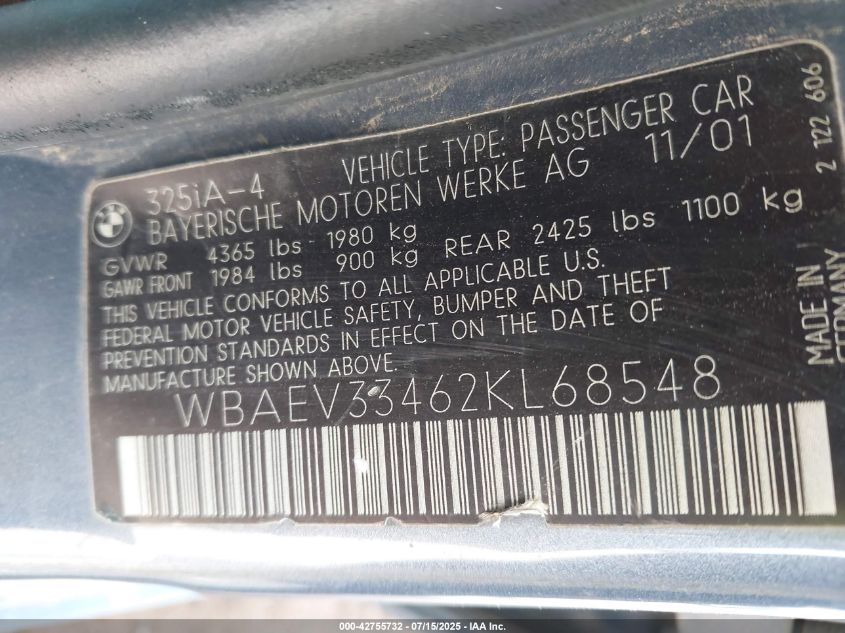 325iA-4 VEHICLE TYPE: PASSENGER CAR
BAYERISCHE MOTOREN WERKE AG 11/01
GVWR 4365 lbs 1980 kg
GAWR FRONT 1984 lbs 900 kg REAR 2425 lbs 1100 kg
THIS VEHICLE CONFORMS TO ALL APPLICABLE U.S.
FEDERAL MOTOR VEHICLE SAFETY, BUMPER AND THEFT
PREVENTION STANDARDS IN EFFECT ON THE DATE OF
MANUFACTURE SHOWN ABOVE.
WBAEV33462KL68548
2 122 606
MADE IN
000-42755732 - 07/15/2025 - IAA Inc.